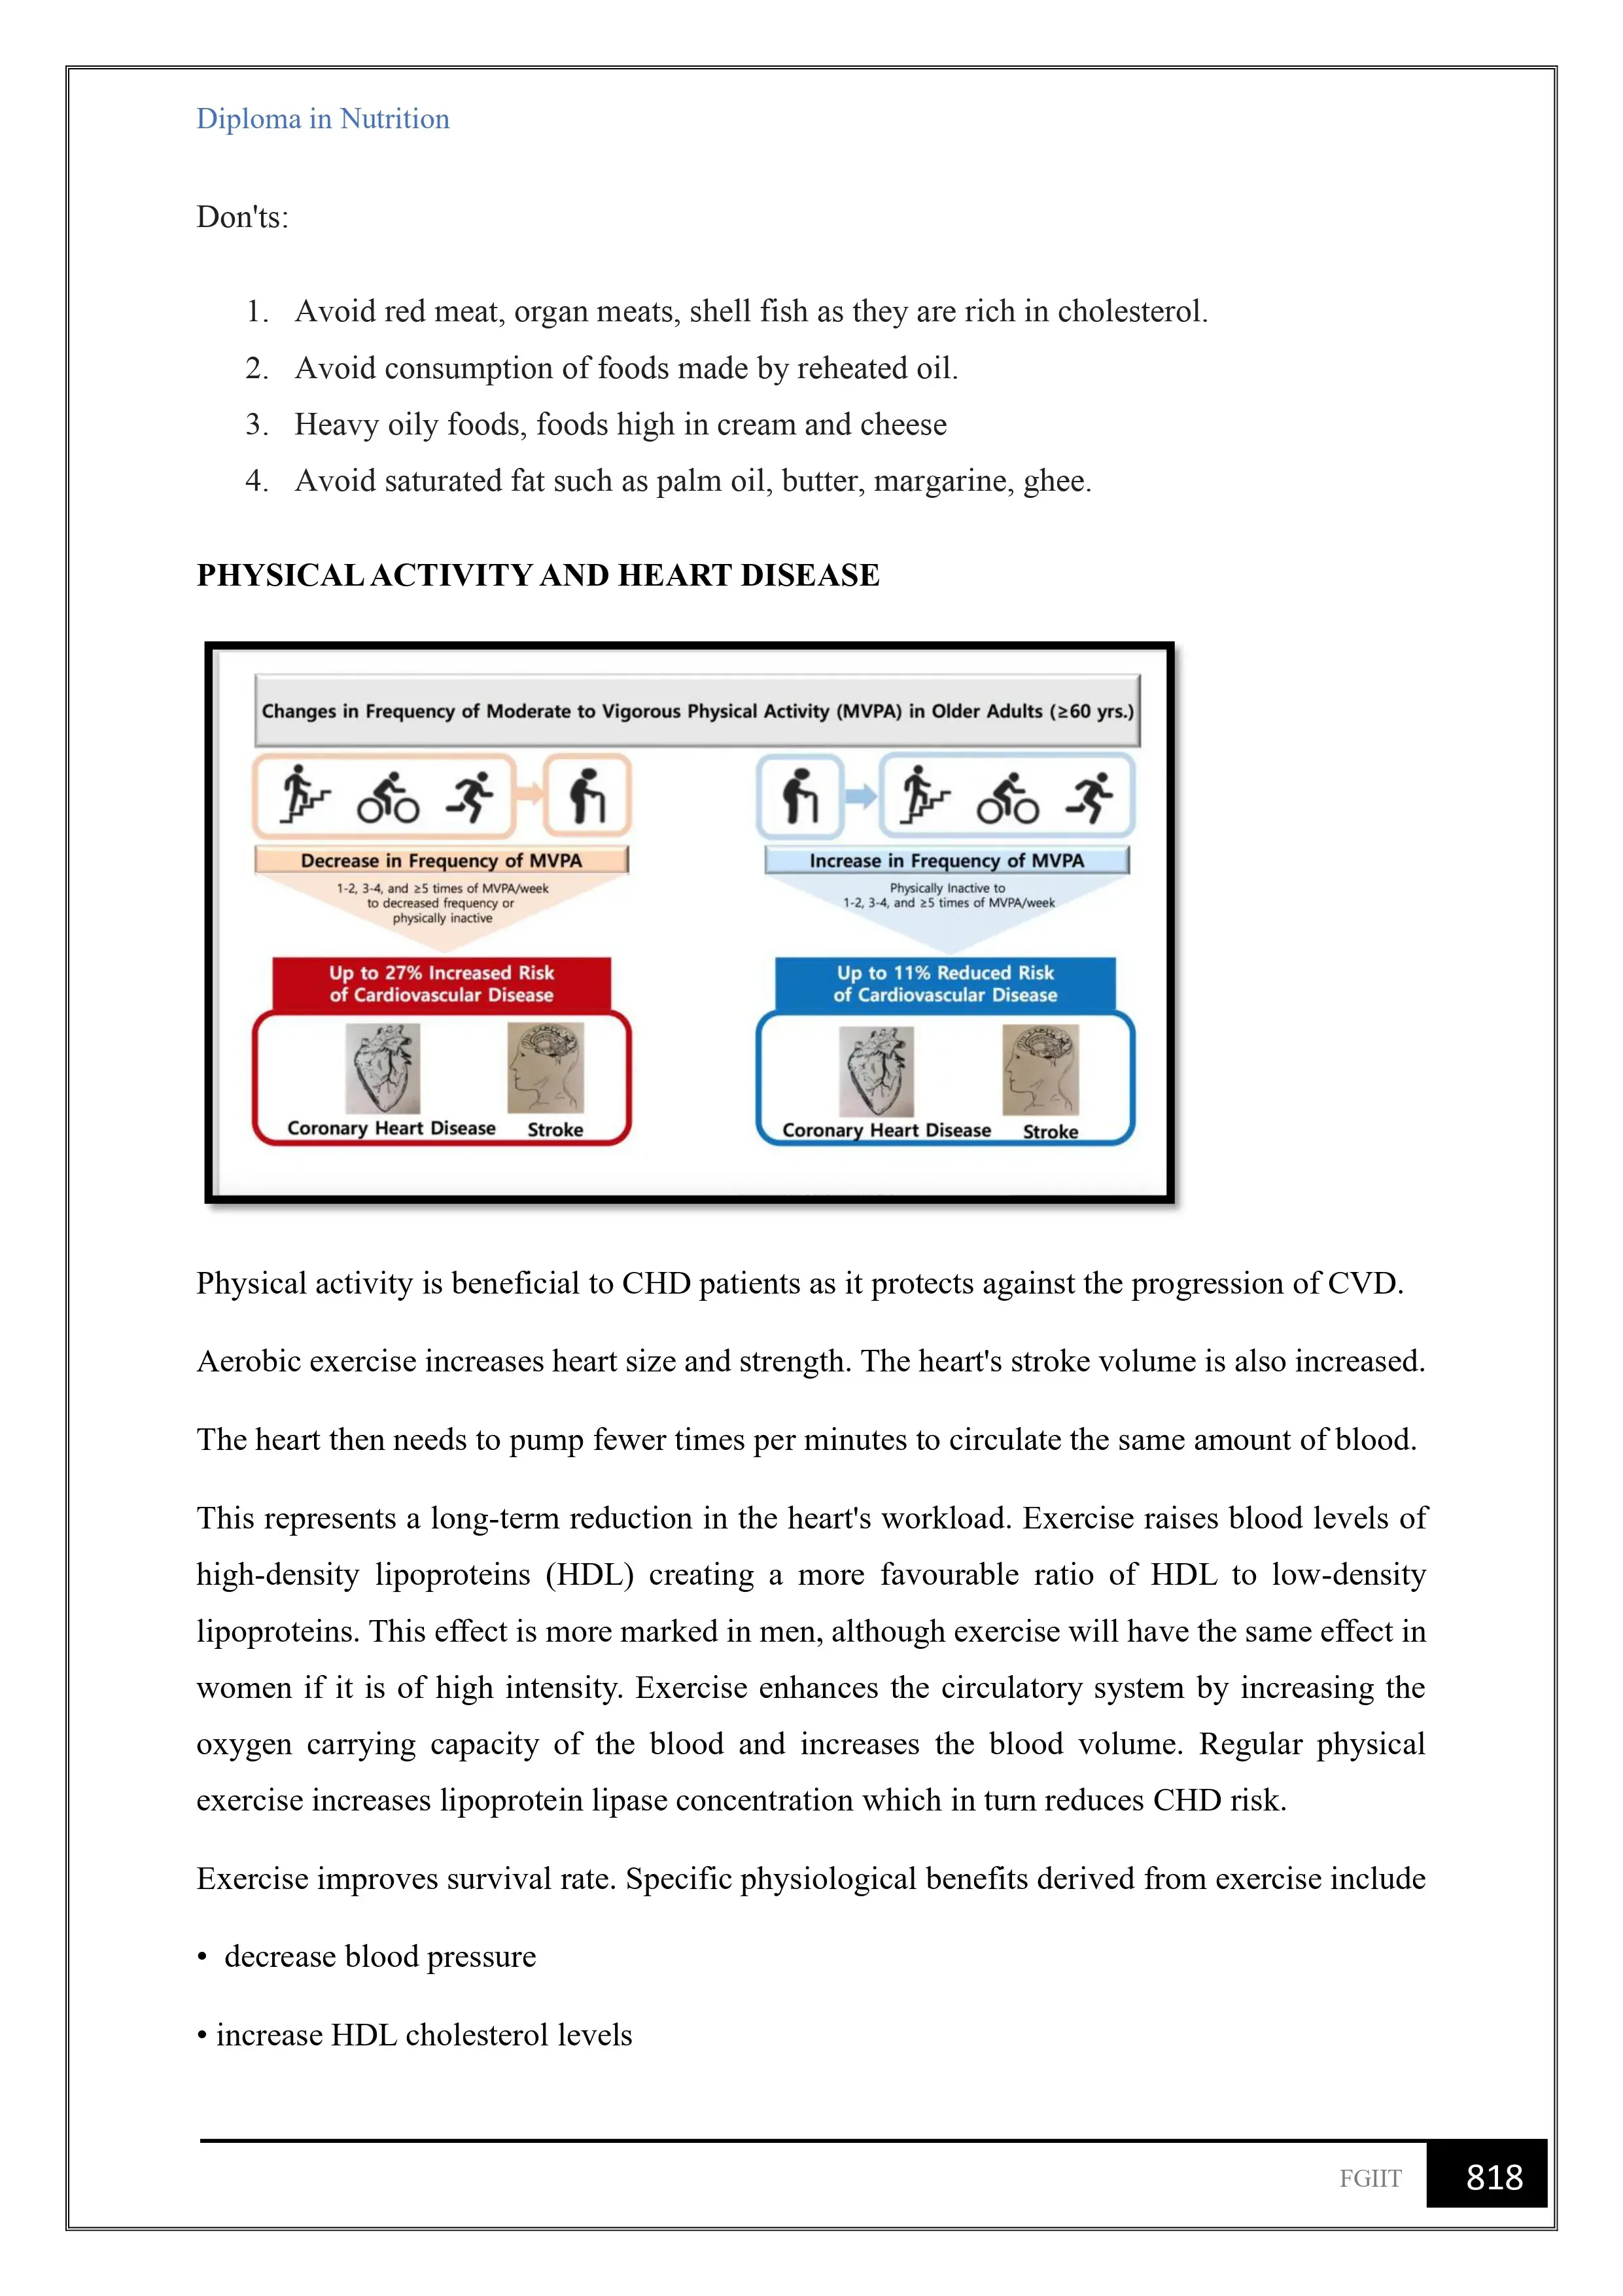 Diploma in Nutrition
Don'ts:
1. Avoid red meat, organ meats, shell fish as they are rich in cholesterol.
2. Avoid consumption of foods made by reheated oil.
3. Heavy oily foods, foods high in cream and cheese
4. Avoid saturated fat such as palm oil, butter, margarine, ghee.
PHYSICAL ACTIVITY AND HEART DISEASE
Changes in Frequency of Moderate to Vigorous Physical Activity (MVPA) in Older Adults (≥60 yrs.)
Decrease in Frequency of MVPA
1-2, 3-4, and ≥5 times of MVPA/week
to decreased frequency or
physically inactive
Up to 27% Increased Risk
of Cardiovascular Disease
Coronary Heart Disease Stroke
Increase in Frequency of MVPA
Physically Inactive to
1-2, 3-4, and ≥5 times of MVPA/week
Up to 11% Reduced Risk
of Cardiovascular Disease
Coronary Heart Disease Stroke
Physical activity is beneficial to CHD patients as it protects against the progression of CVD.
Aerobic exercise increases heart size and strength. The heart's stroke volume is also increased.
The heart then needs to pump fewer times per minutes to circulate the same amount of blood.
This represents a long-term reduction in the heart's workload. Exercise raises blood levels of
high-density lipoproteins (HDL) creating a more favourable ratio of HDL to low-density
lipoproteins. This effect is more marked in men, although exercise will have the same effect in
women if it is of high intensity. Exercise enhances the circulatory system by increasing the
oxygen carrying capacity of the blood and increases the blood volume. Regular physical
exercise increases lipoprotein lipase concentration which in turn reduces CHD risk.
Exercise improves survival rate. Specific physiological benefits derived from exercise include
• decrease blood pressure
• increase HDL cholesterol levels
FGIIT 818